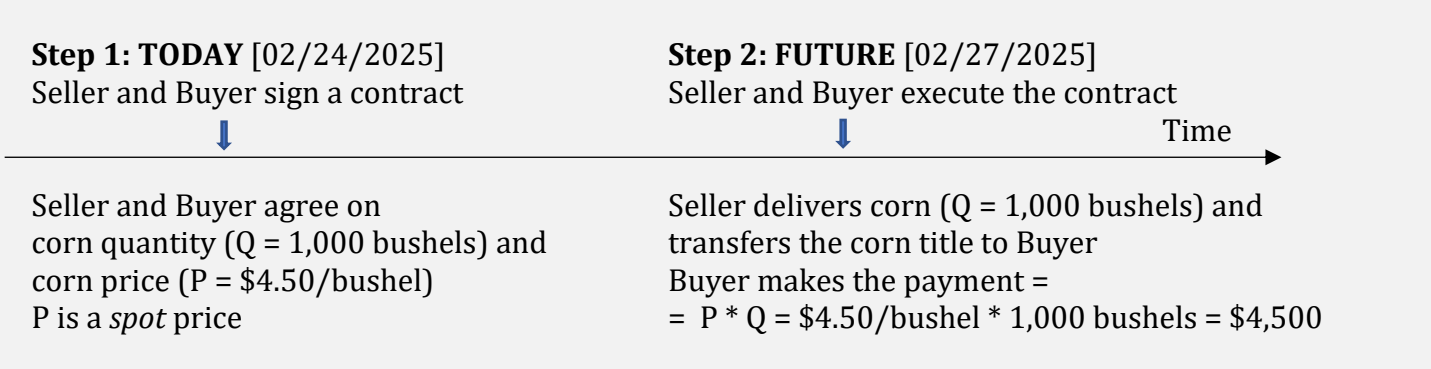 Step 1: TODAY [02/24/2025]
Seller and Buyer sign a contract
Step 2: FUTURE [02/27/2025]
Seller and Buyer execute the contract
Time
Seller and Buyer agree on
corn quantity (Q = 1,000 bushels) and
corn price (P = $4.50/bushel)
P is a spot price
Seller delivers corn (Q = 1,000 bushels) and
transfers the corn title to Buyer
Buyer makes the payment =
= P * Q = $4.50/bushel * 1,000 bushels = $4,500